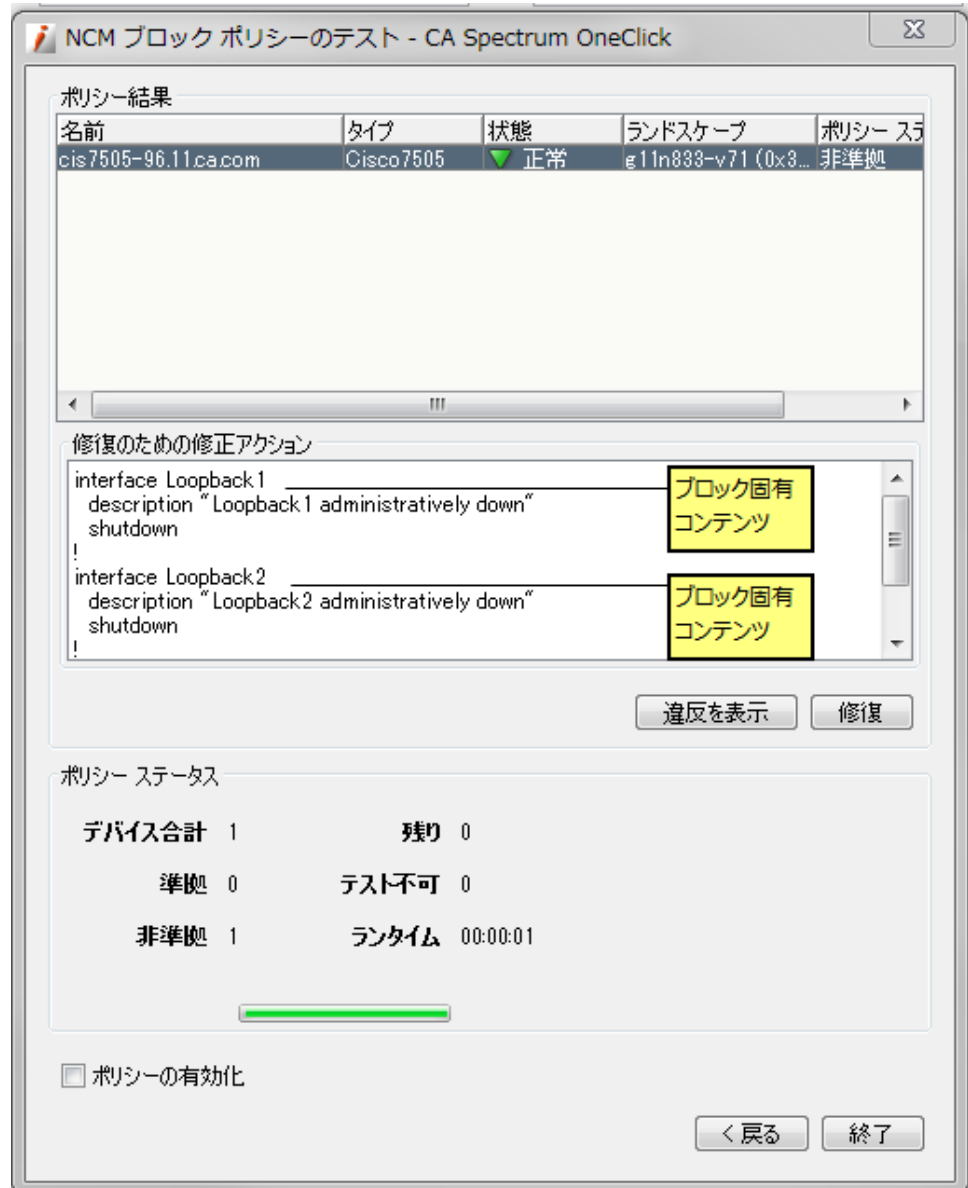 NCM ブロック ポリシーのテスト - CA Spectrum OneClick
ポリシー結果
名前 タイプ 状態 ランドスケープ ポリシー ステ
cis7505-96.11.ca.com Cisco7505 正常 g11n833-v71 (0x3... 非準拠
修復のための修正アクション
interface Loopback1
description "Loopback1 administratively down"
shutdown
!
ブロック固有
コンテンツ
interface Loopback2
description "Loopback2 administratively down"
shutdown
!
ブロック固有
コンテンツ
違反を表示 修復
ポリシー ステータス
デバイス合計 1 残り 0
準拠 0 テスト不可 0
非準拠 1 ランタイム 00:00:01
ポリシーの有効化
< 戻る 終了